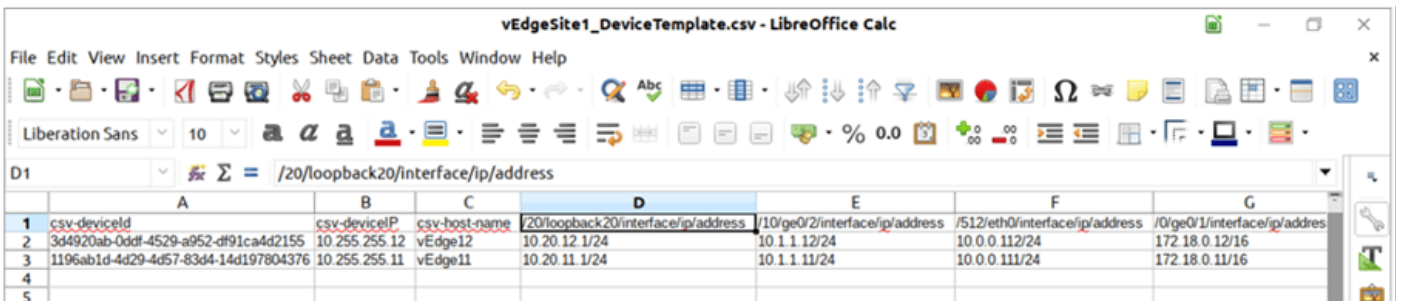 vEdgeSite1_DeviceTemplate.csv - LibreOffice Calc
File Edit View Insert Format Styles Sheet Data Tools Window Help
Liberation Sans 10 a a a a % 0.0
D1 fx Σ = /20/loopback20/interface/ip/address
A B C D E F G
1 csv-deviceId csv-deviceIP csv-host-name /20/loopback20/interface/ip/address /10/ge0/2/interface/ip/address /512/eth0/interface/ip/address /0/ge0/1/interface/ip/addres
2 3d4920ab-0ddf-4529-a952-df91ca4d2155 10.255.255.12 vEdge12 10.20.12.1/24 10.1.1.12/24 10.0.0.112/24 172.18.0.12/16
3 1196ab1d-4d29-4d57-83d4-14d197804376 10.255.255.11 vEdge11 10.20.11.1/24 10.1.1.11/24 10.0.0.111/24 172.18.0.11/16
4
5